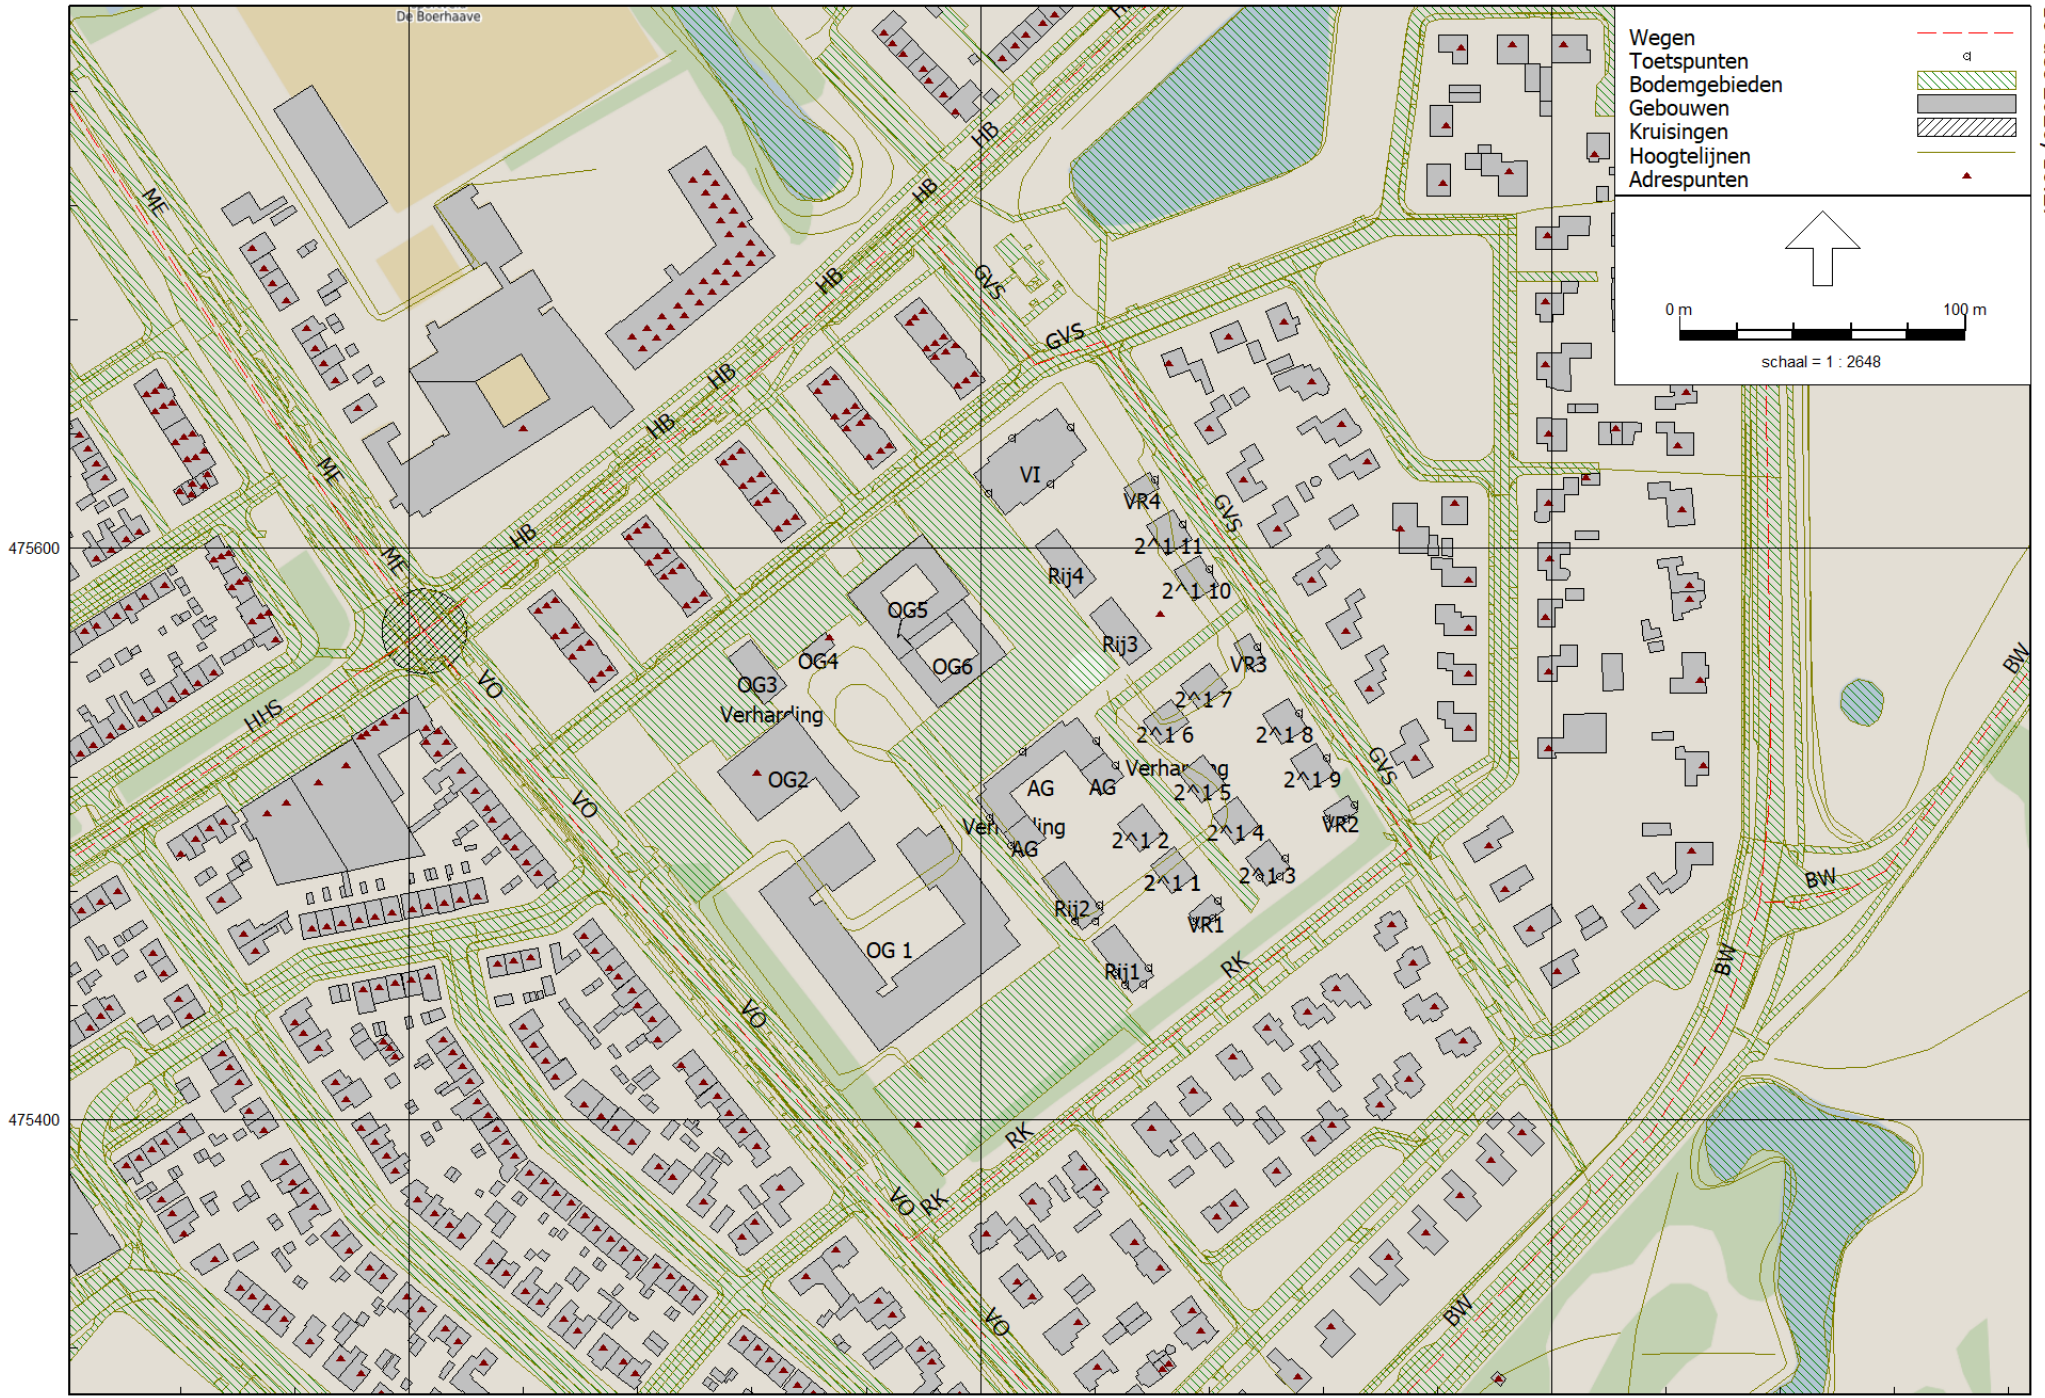 De Boerhaave
Wegen
Toetspunten
Bodemgebieden
Gebouwen
Kruisingen
Hoogtelijnen
Adrespunten
0 m
100 m
schaal = 1 : 2648
HB
HB
HB
HB
HB
HB
ME
ME
ME
GVS
GVS
GVS
GVS
VI
VR4
2^1 11
2^1 10
Rij4
Rij3
VR3
475600
OG5
OG6
OG4
OG3
Verharding
OG2
VO
VO
VO
VO
VO
HHS
2^1 7
2^1 6
2^1 8
2^1 9
2^1 5
2^1 4
2^1 2
2^1 1
2^1 3
AG
AG
AG
VR2
VR1
Rij2
Rij1
OG 1
RK
RK
RK
BW
BW
BW
BW
475400